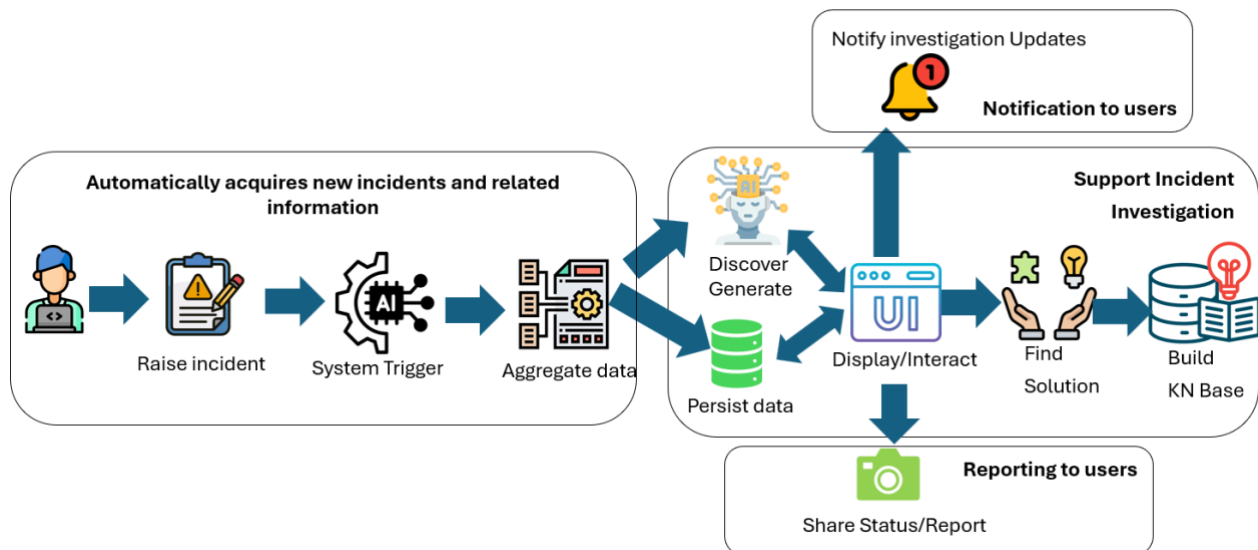 Notify investigation Updates
1
Notification to users
Automatically acquires new incidents and related
information
AI
Support Incident
Investigation
< >
AI
Discover
Generate
UI
Raise incident
System Trigger
Aggregate data
Persist data
Display/Interact
Find
Solution
Build
KN Base
Reporting to users
Share Status/Report